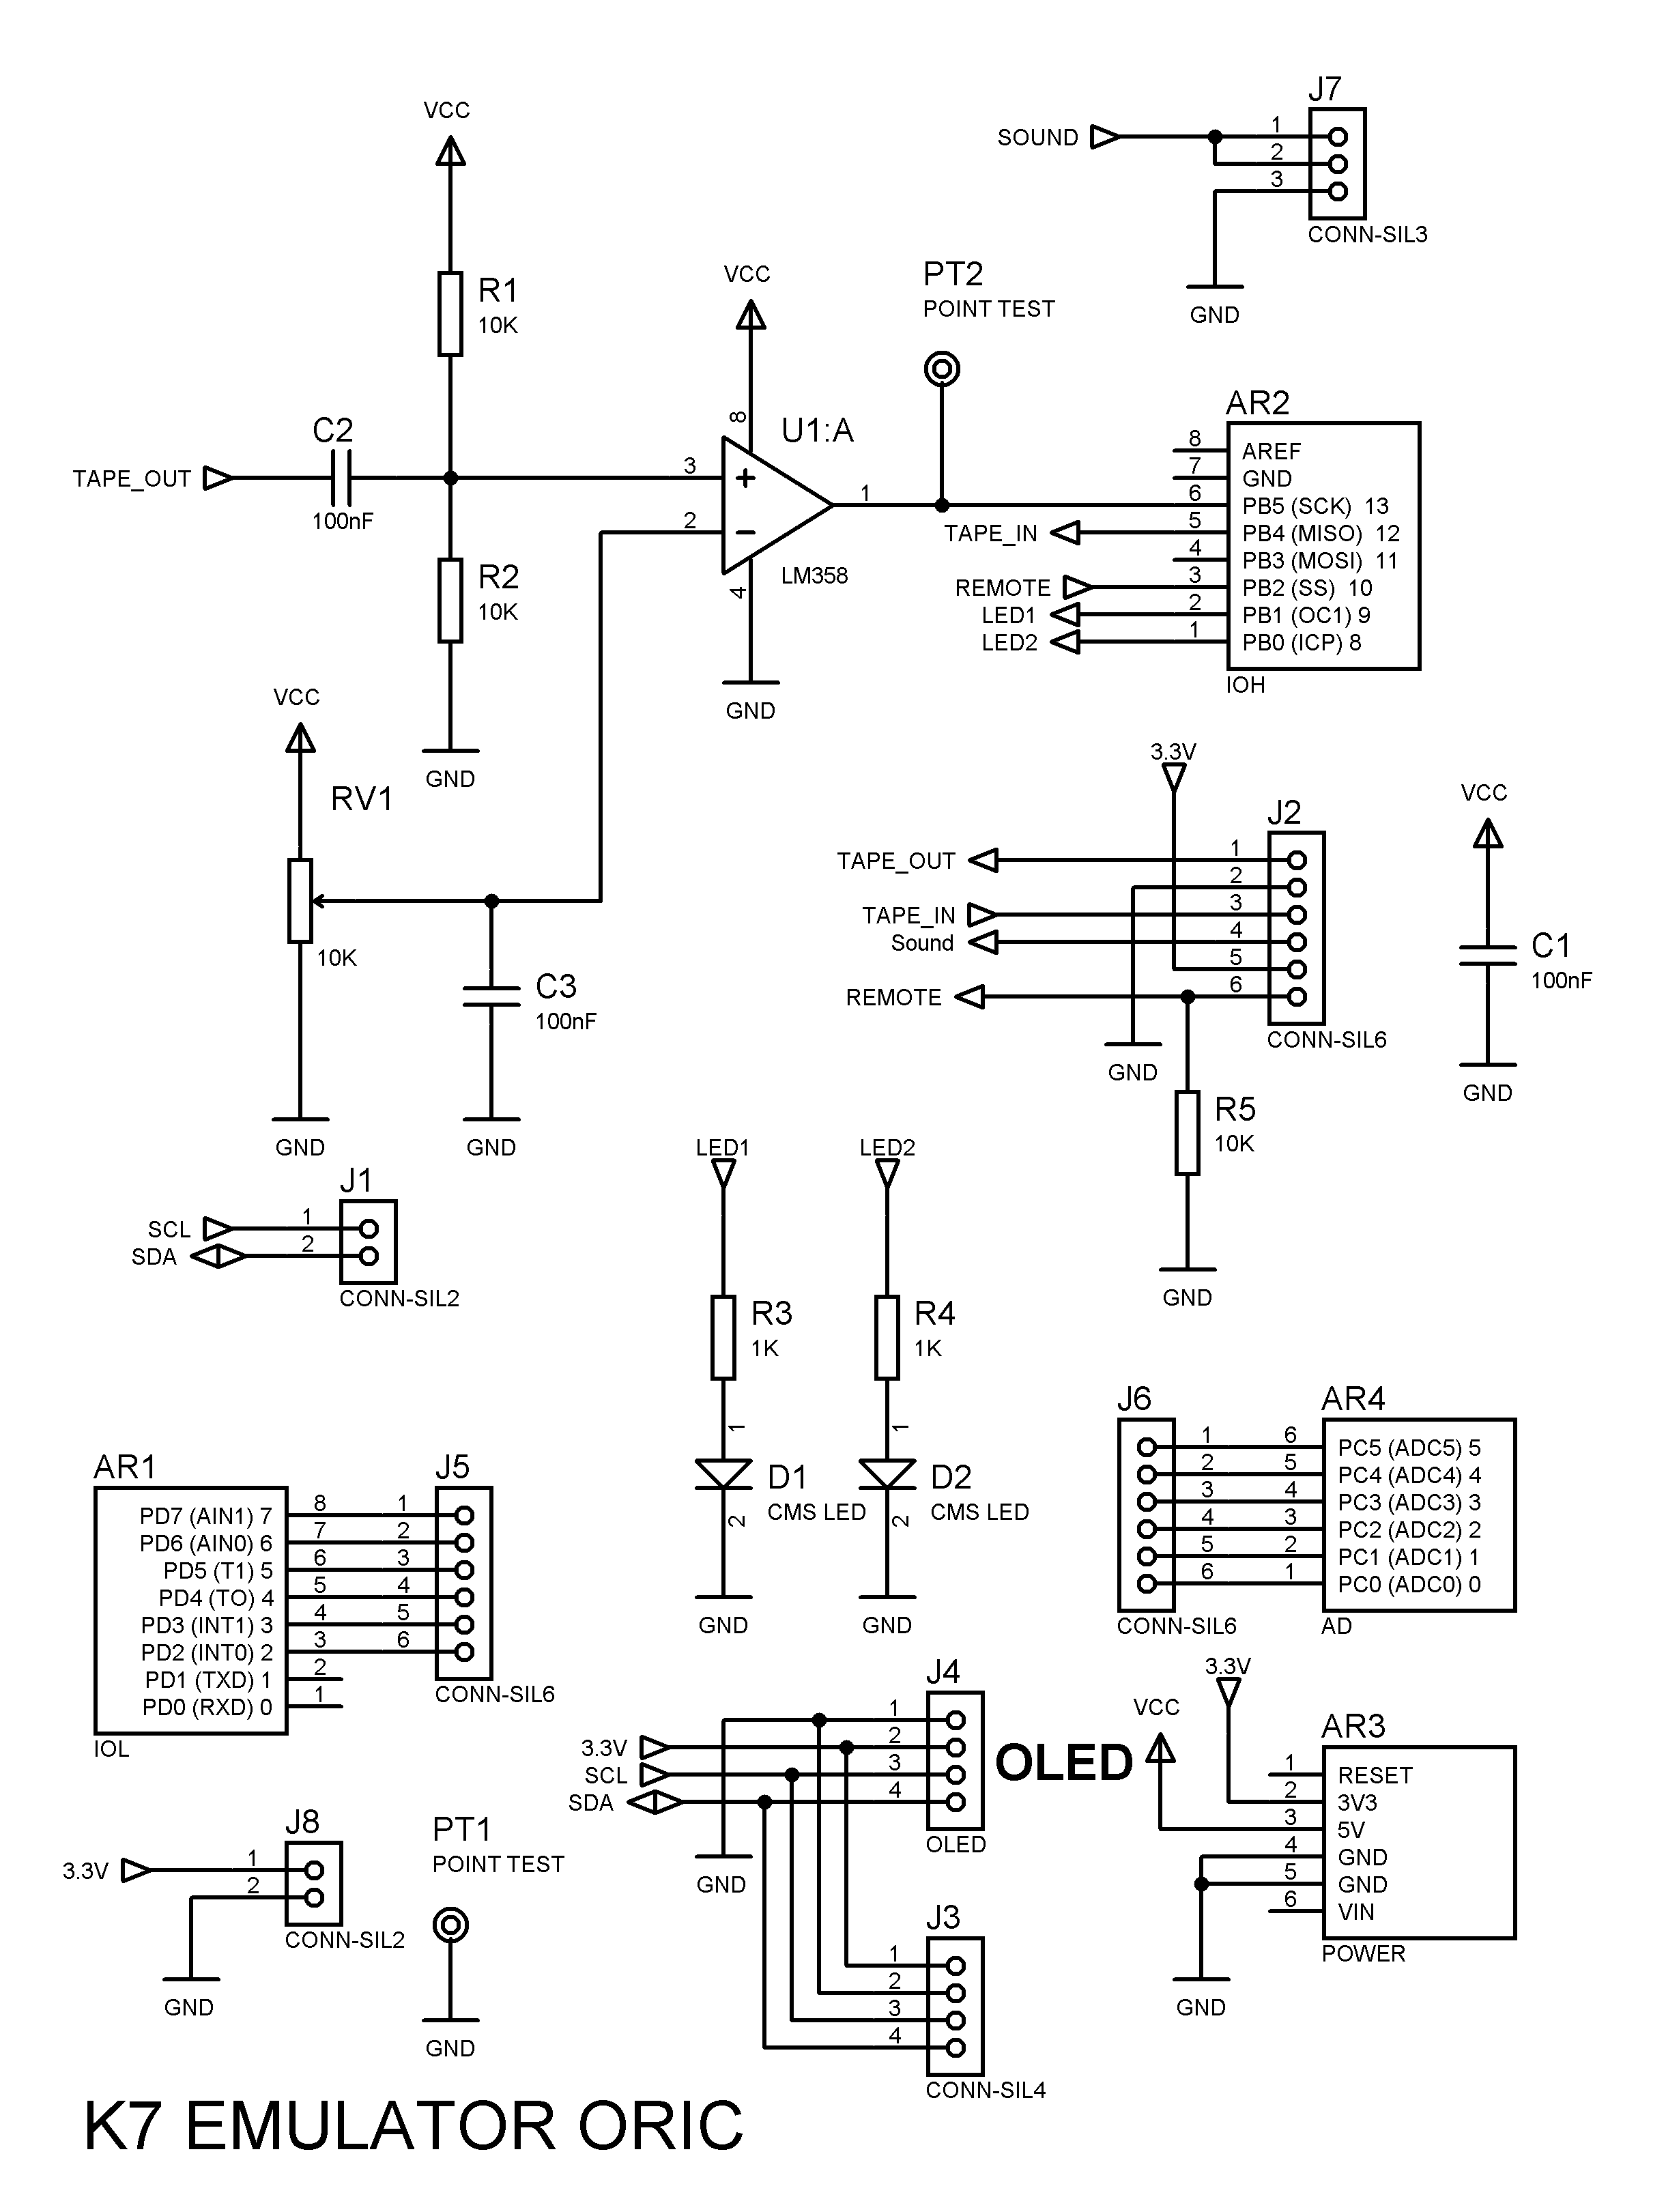 VCC
R1
10K
C2
100nF
TAPE_OUT
R2
10K
GND
VCC
RV1
10K
GND
C3
100nF
GND
VCC
8
3
+
2
−
1
4
U1:A
LM358
GND
PT2
POINT TEST
SOUND
J7
1
2
3
CONN-SIL3
GND
AR2
8 AREF
7 GND
6 PB5 (SCK) 13
TAPE_IN 5 PB4 (MISO) 12
4 PB3 (MOSI) 11
REMOTE 3 PB2 (SS) 10
LED1 2 PB1 (OC1) 9
LED2 1 PB0 (ICP) 8
IOH
3.3V
J2
TAPE_OUT 1
2
TAPE_IN 3
Sound 4
5
REMOTE 6
CONN-SIL6
GND
R5
10K
GND
VCC
C1
100nF
GND
J1
SCL 1
SDA 2
CONN-SIL2
LED1
R3
1K
1
D1
CMS LED
2
GND
LED2
R4
1K
1
D2
CMS LED
2
GND
J6
1
2
3
4
5
6
CONN-SIL6
AR4
6 PC5 (ADC5) 5
5 PC4 (ADC4) 4
4 PC3 (ADC3) 3
3 PC2 (ADC2) 2
2 PC1 (ADC1) 1
1 PC0 (ADC0) 0
AD
AR1
PD7 (AIN1) 7 8
PD6 (AIN0) 6 7
PD5 (T1) 5 6
PD4 (TO) 4 5
PD3 (INT1) 3 4
PD2 (INT0) 2 3
PD1 (TXD) 1 2
PD0 (RXD) 0 1
IOL
J5
1
2
3
4
5
6
CONN-SIL6
J4
1
3.3V 2
SCL 3
SDA 4
OLED
OLED
GND
J3
1
2
3
4
CONN-SIL4
3.3V
VCC
AR3
1 RESET
2 3V3
3 5V
4 GND
5 GND
6 VIN
POWER
GND
J8
3.3V 1
2
CONN-SIL2
GND
PT1
POINT TEST
GND
K7 EMULATOR ORIC